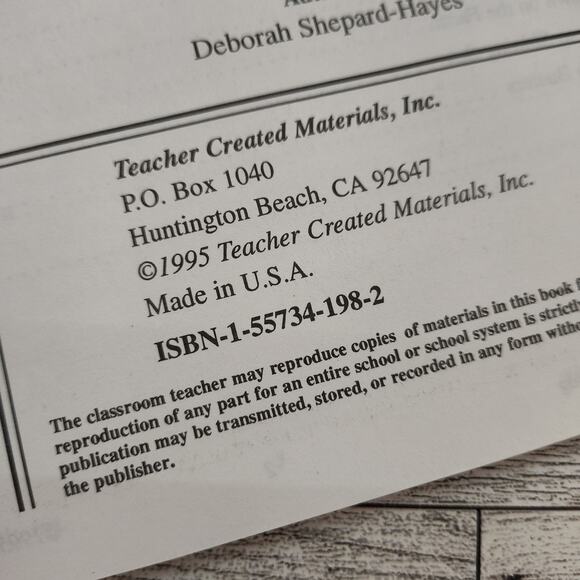 Deborah Shepard-Hayes
Teacher Created Materials, Inc.
P.O. Box 1040
Huntington Beach, CA 92647
©1995 Teacher Created Materials, Inc.
Made in U.S.A.
ISBN-1-55734-198-2
The classroom teacher may reproduce copies of materials in this book
reproduction of any part for an entire school or school system is
publication may be transmitted, stored, or recorded in any form
the publisher.